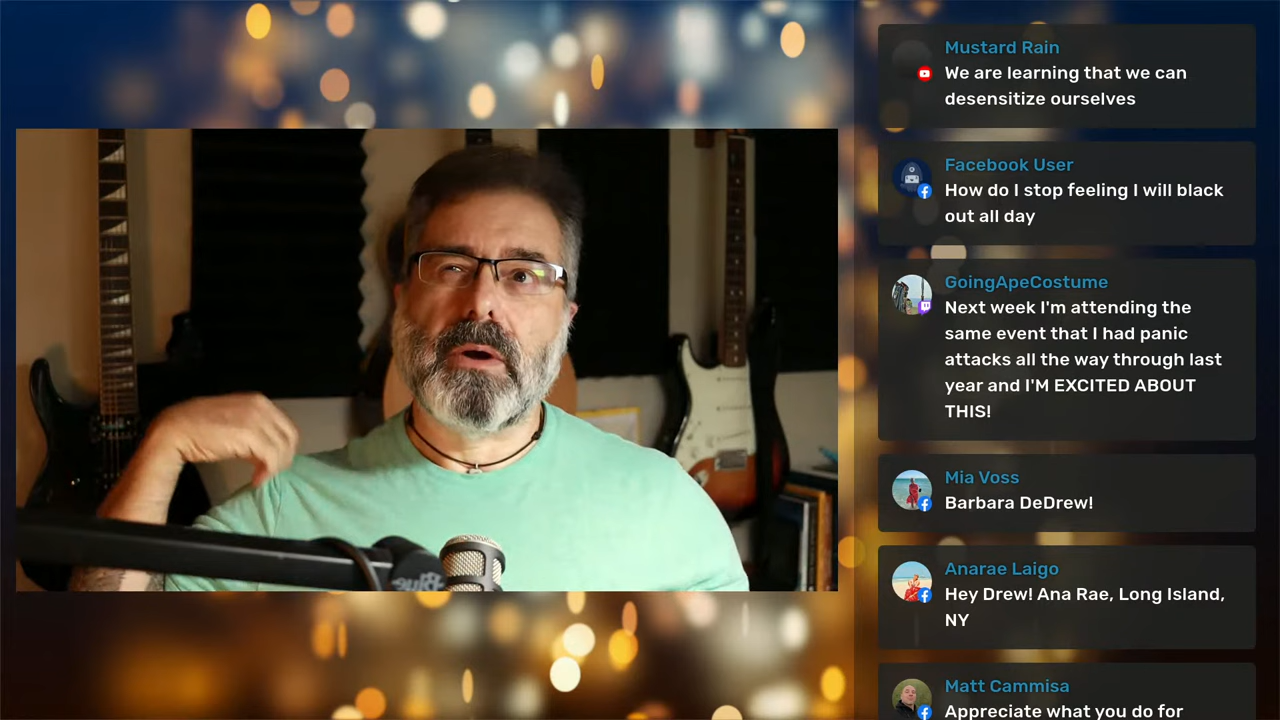 Mustard Rain
We are learning that we can
desensitize ourselves
Facebook User
How do I stop feeling I will black
out all day
GoingApeCostume
Next week I'm attending the
same event that I had panic
attacks all the way through last
year and I'M EXCITED ABOUT
THIS!
Mia Voss
Barbara DeDrew!
Anarae Laigo
Hey Drew! Ana Rae, Long Island,
NY
Matt Cammisa
Appreciate what you do for
Blue